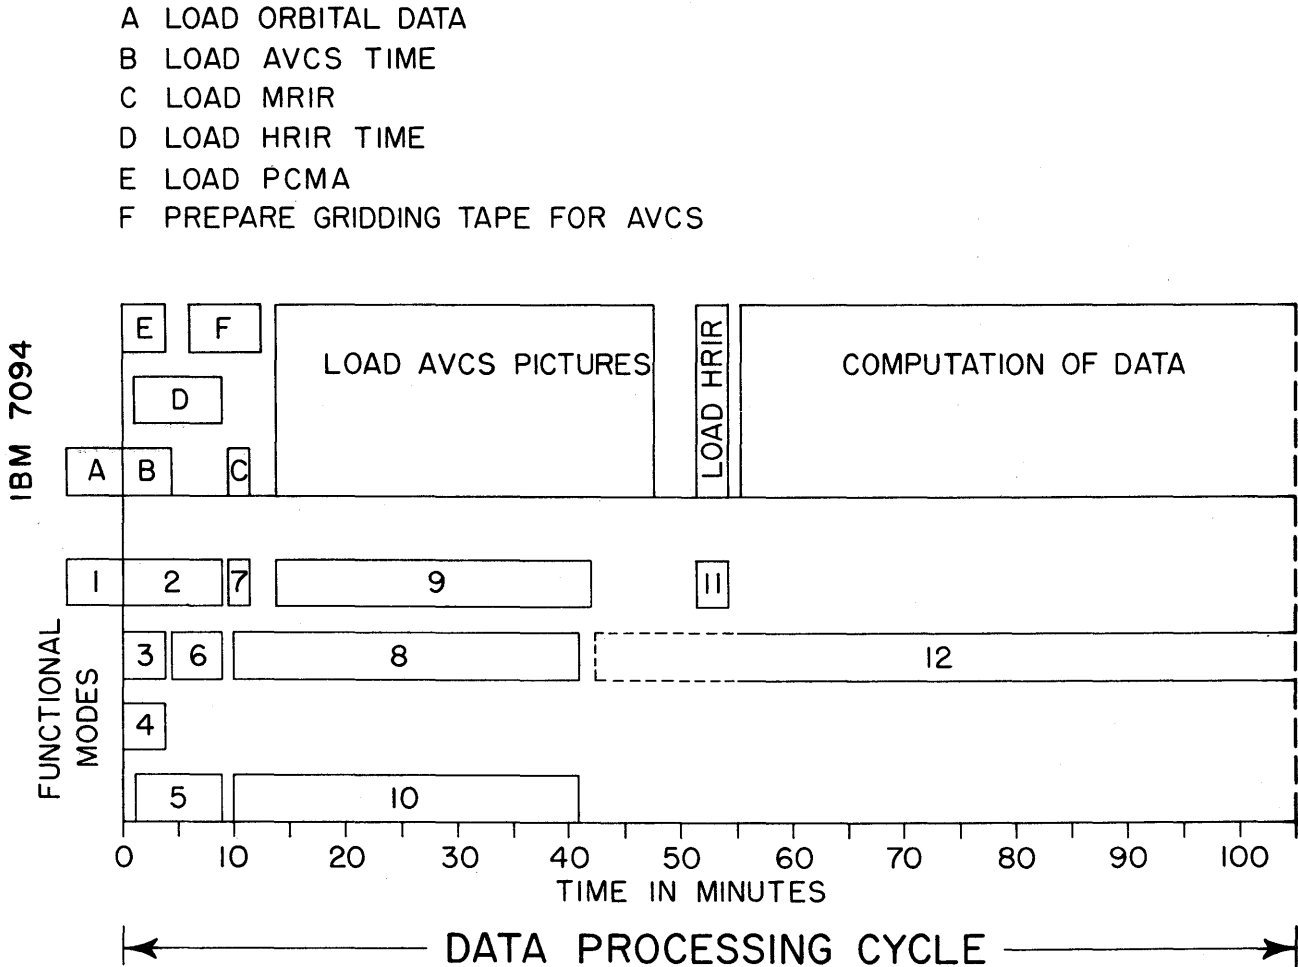 A LOAD ORBITAL DATA
B LOAD AVCS TIME
C LOAD MRIR
D LOAD HRIR TIME
E LOAD PCMA
F PREPARE GRIDDING TAPE FOR AVCS
IBM 7094
E F
LOAD AVCS PICTURES
LOAD HRIR
COMPUTATION OF DATA
D
A B C
FUNCTIONAL
MODES
1 2 7 9 11
3 6 8 12
4
5 10
0 10 20 30 40 50 60 70 80 90 100
TIME IN MINUTES
DATA PROCESSING CYCLE